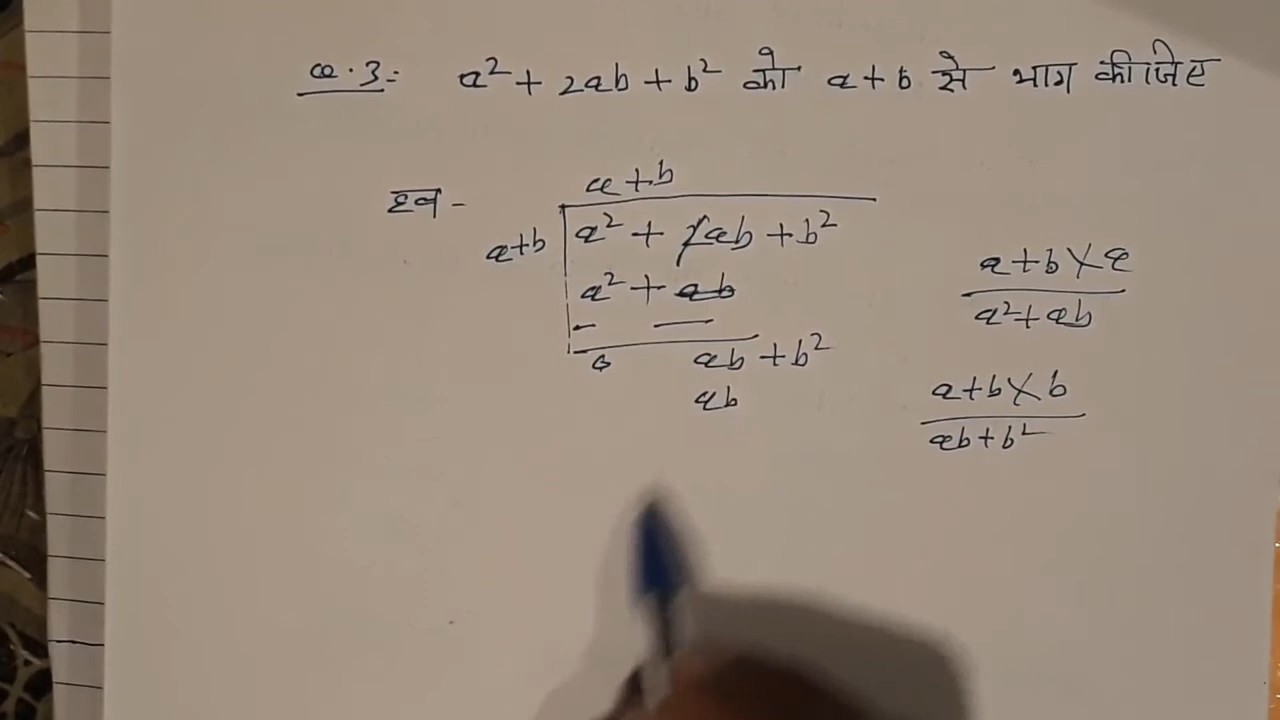 Q.3:- a² + 2ab + b² को a + b से भाग कीजिए
हल -
a + b
a+b a² + 2ab + b²
a² + ab
- -
0 ab + b²
ab
a + b × a
a² + ab
a + b × b
ab + b²